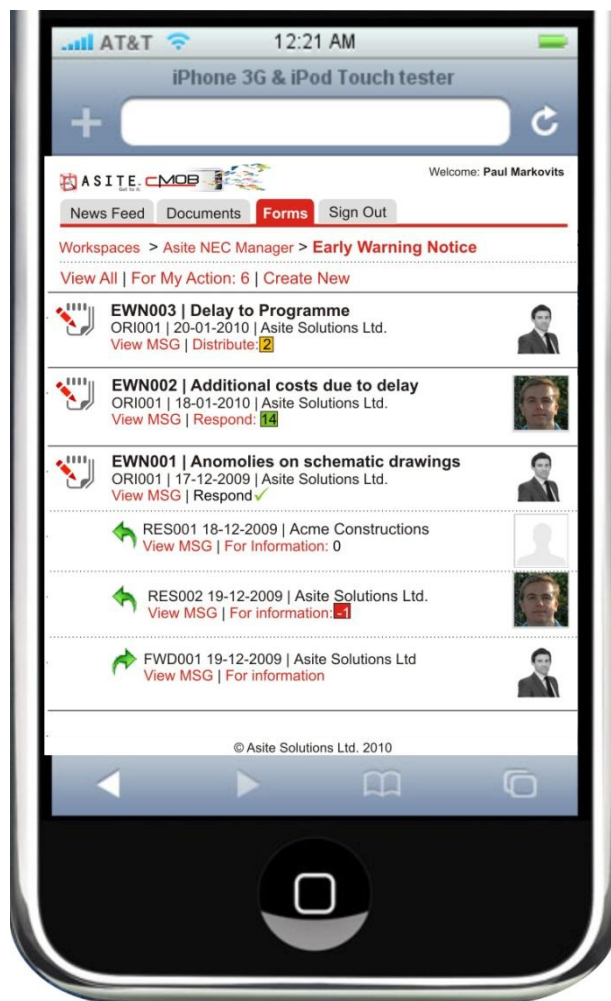 AT&T 12:21 AM
iPhone 3G & iPod Touch tester
ASITE cMOB
Get to it.
Welcome: Paul Markovits
News Feed Documents Forms Sign Out
Workspaces > Asite NEC Manager > Early Warning Notice
View All | For My Action: 6 | Create New
EWN003 | Delay to Programme
ORI001 | 20-01-2010 | Asite Solutions Ltd.
View MSG | Distribute: 2
EWN002 | Additional costs due to delay
ORI001 | 18-01-2010 | Asite Solutions Ltd.
View MSG | Respond: 14
EWN001 | Anomolies on schematic drawings
ORI001 | 17-12-2009 | Asite Solutions Ltd.
View MSG | Respond
RES001 18-12-2009 | Acme Constructions
View MSG | For Information: 0
RES002 19-12-2009 | Asite Solutions Ltd.
View MSG | For information: -1
FWD001 19-12-2009 | Asite Solutions Ltd
View MSG | For information
© Asite Solutions Ltd. 2010